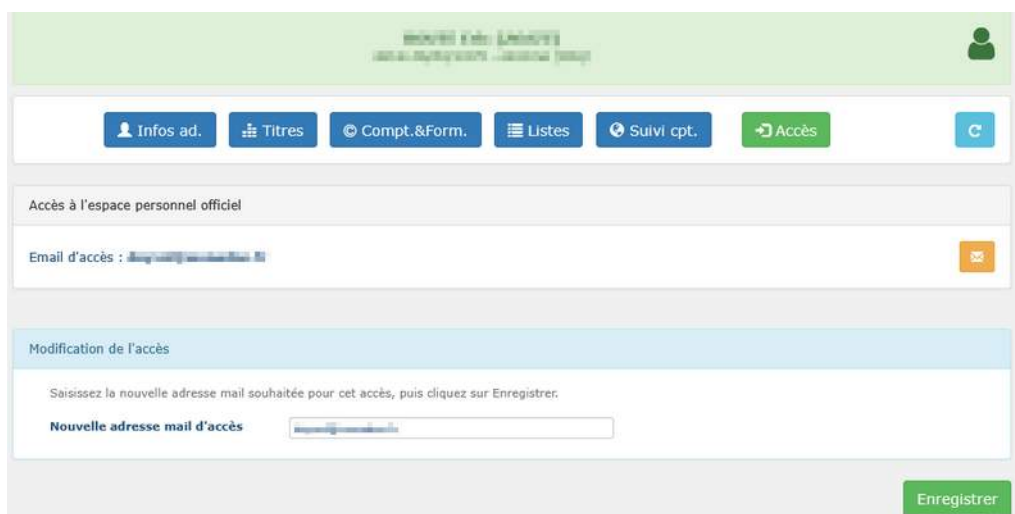 Infos ad. Titres © Compt.&Form. Listes Suivi cpt. Accès
Accès à l'espace personnel officiel
Email d'accès :
Modification de l'accès
Saisissez la nouvelle adresse mail souhaitée pour cet accès, puis cliquez sur Enregistrer.
Nouvelle adresse mail d'accès
Enregistrer